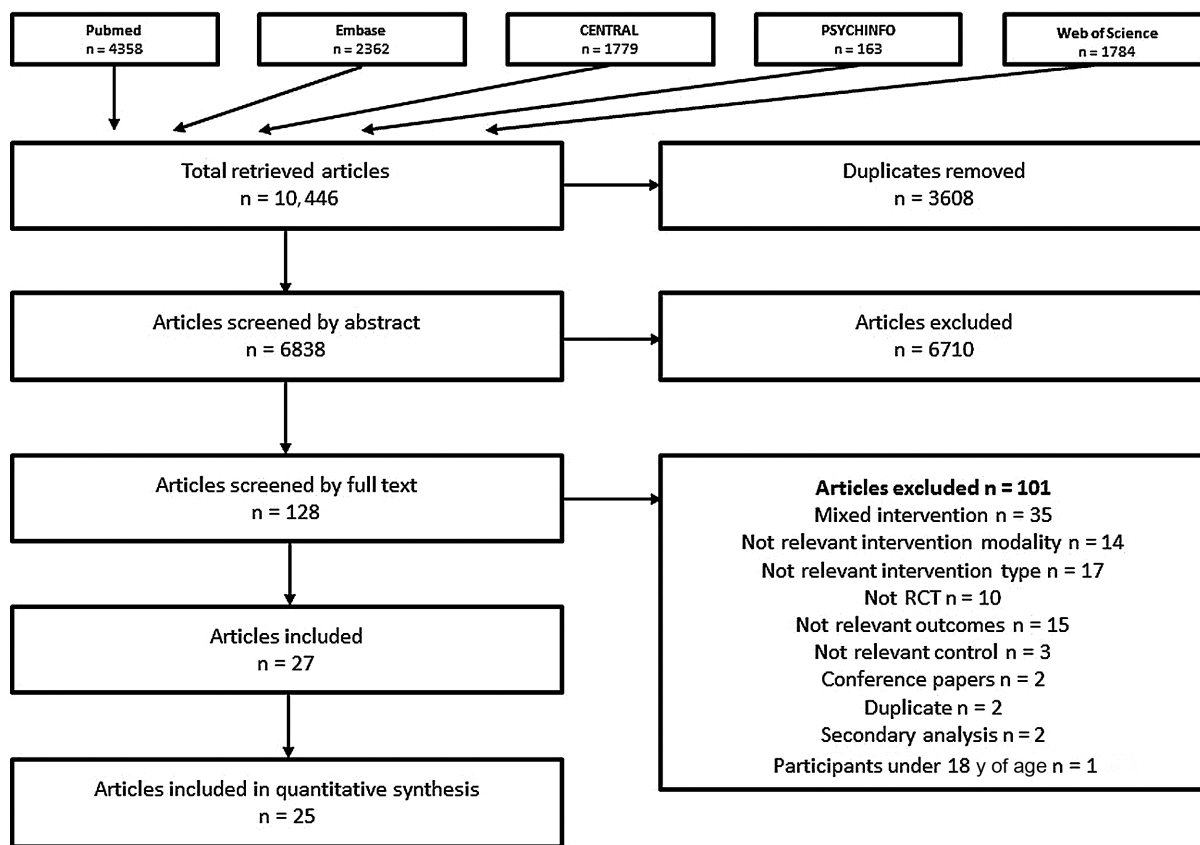 Pubmed
n = 4358
Embase
n = 2362
CENTRAL
n = 1779
PSYCHINFO
n = 163
Web of Science
n = 1784
Total retrieved articles
n = 10,446
Duplicates removed
n = 3608
Articles screened by abstract
n = 6838
Articles excluded
n = 6710
Articles screened by full text
n = 128
Articles excluded n = 101
Mixed intervention n = 35
Not relevant intervention modality n = 14
Not relevant intervention type n = 17
Not RCT n = 10
Not relevant outcomes n = 15
Not relevant control n = 3
Conference papers n = 2
Duplicate n = 2
Secondary analysis n = 2
Participants under 18 y of age n = 1
Articles included
n = 27
Articles included in quantitative synthesis
n = 25